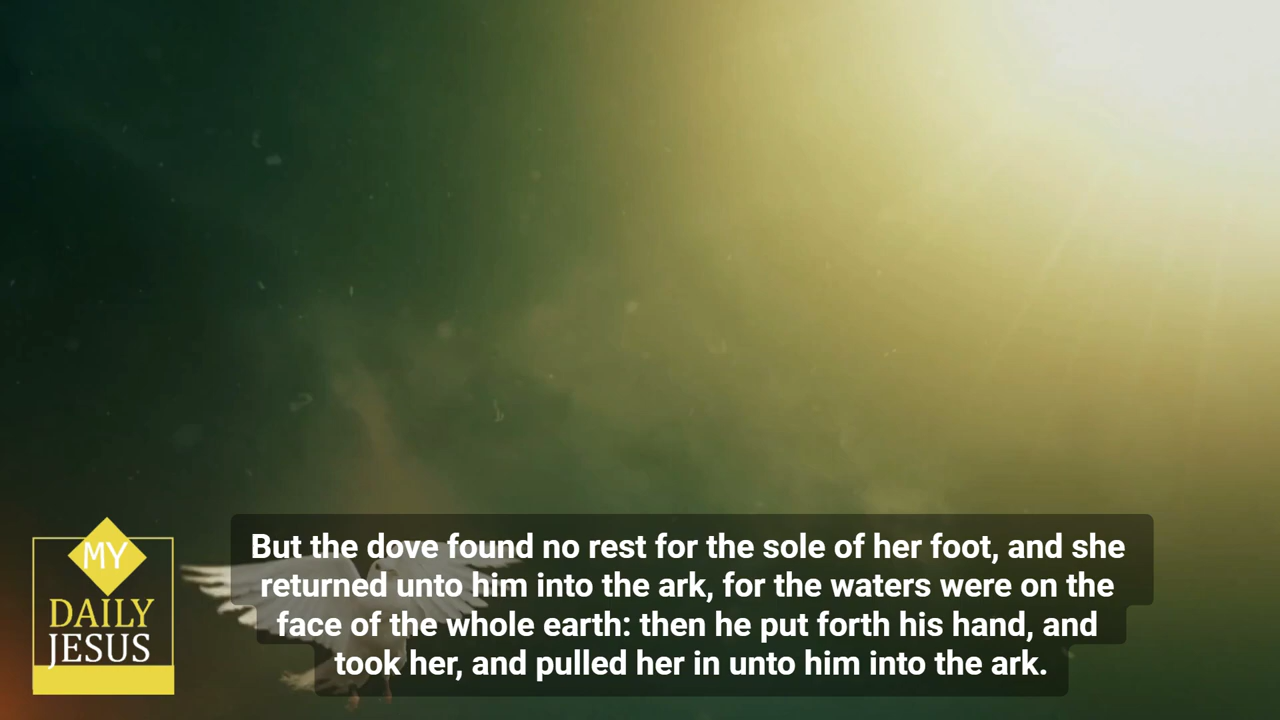 But the dove found no rest for the sole of her foot, and she
returned unto him into the ark, for the waters were on the
face of the whole earth: then he put forth his hand, and
took her, and pulled her in unto him into the ark.
MY
DAILY
JESUS